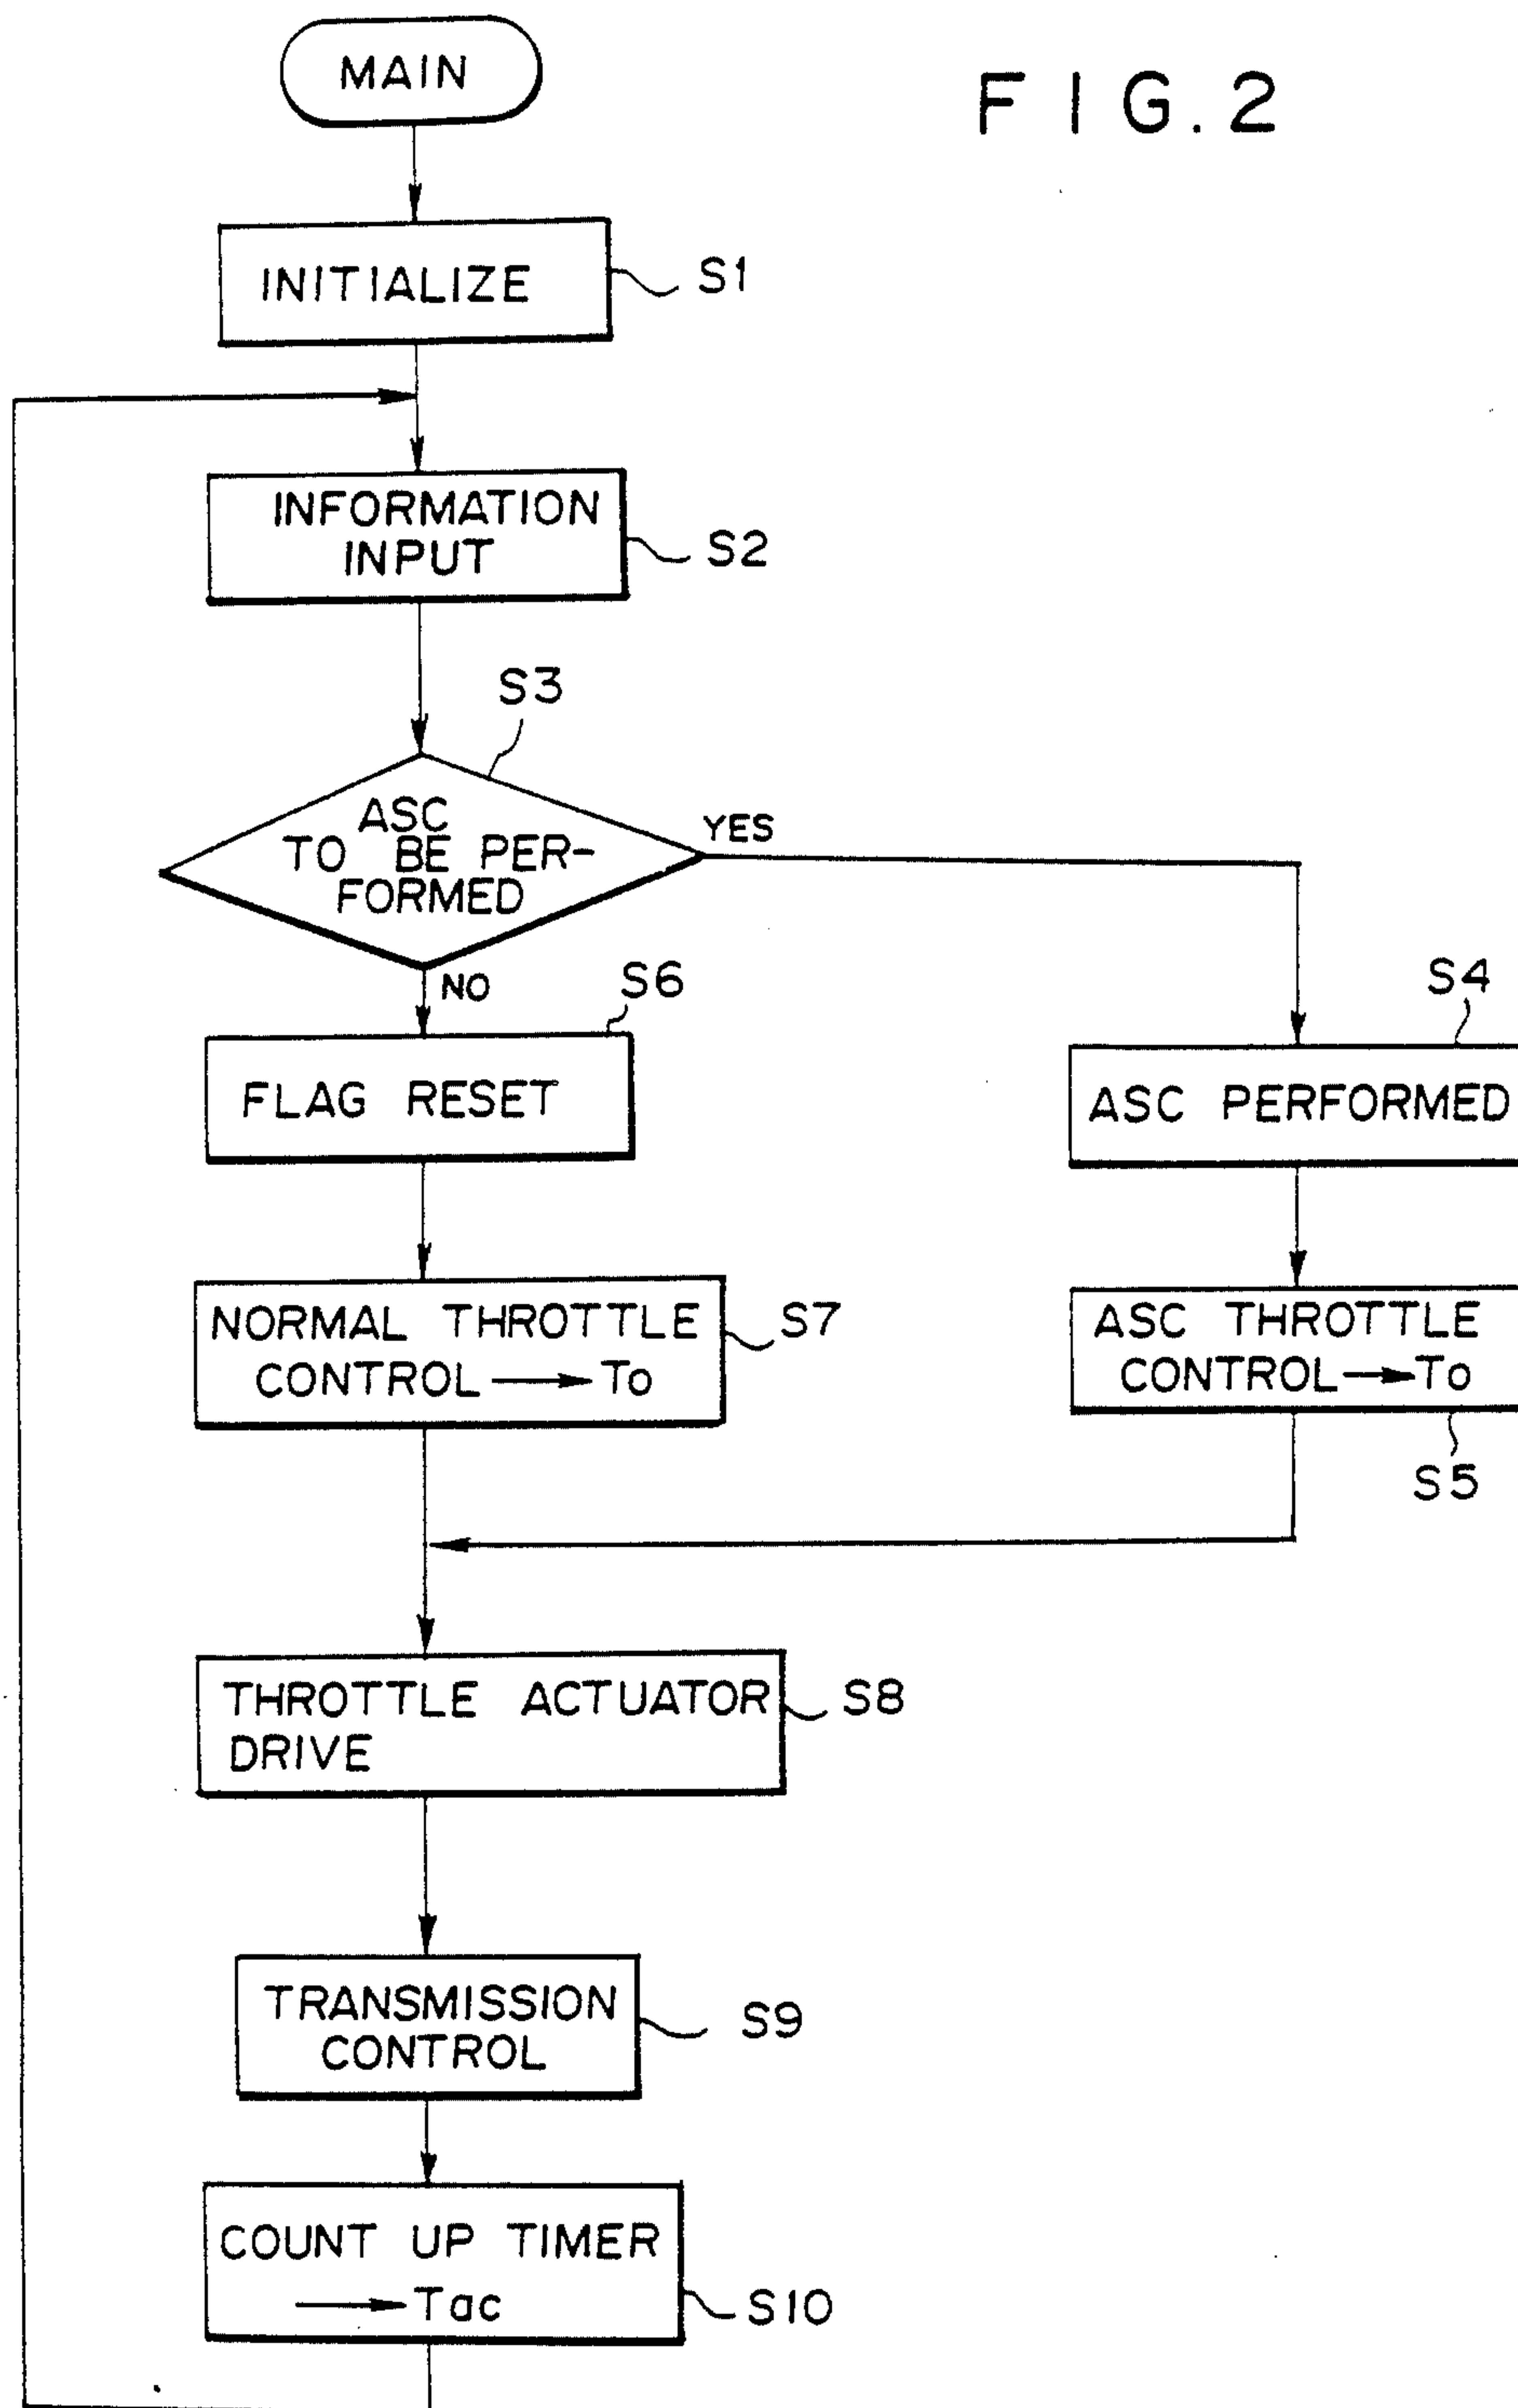 MAIN
FIG.2
INITIALIZE
S1
INFORMATION
INPUT
S2
S3
ASC
TO BE PER-
FORMED
YES
NO
S6
S4
FLAG RESET
ASC PERFORMED
NORMAL THROTTLE
CONTROL → To
S7
ASC THROTTLE
CONTROL → To
S5
THROTTLE ACTUATOR
DRIVE
S8
TRANSMISSION
CONTROL
S9
COUNT UP TIMER
→ Tac
S10